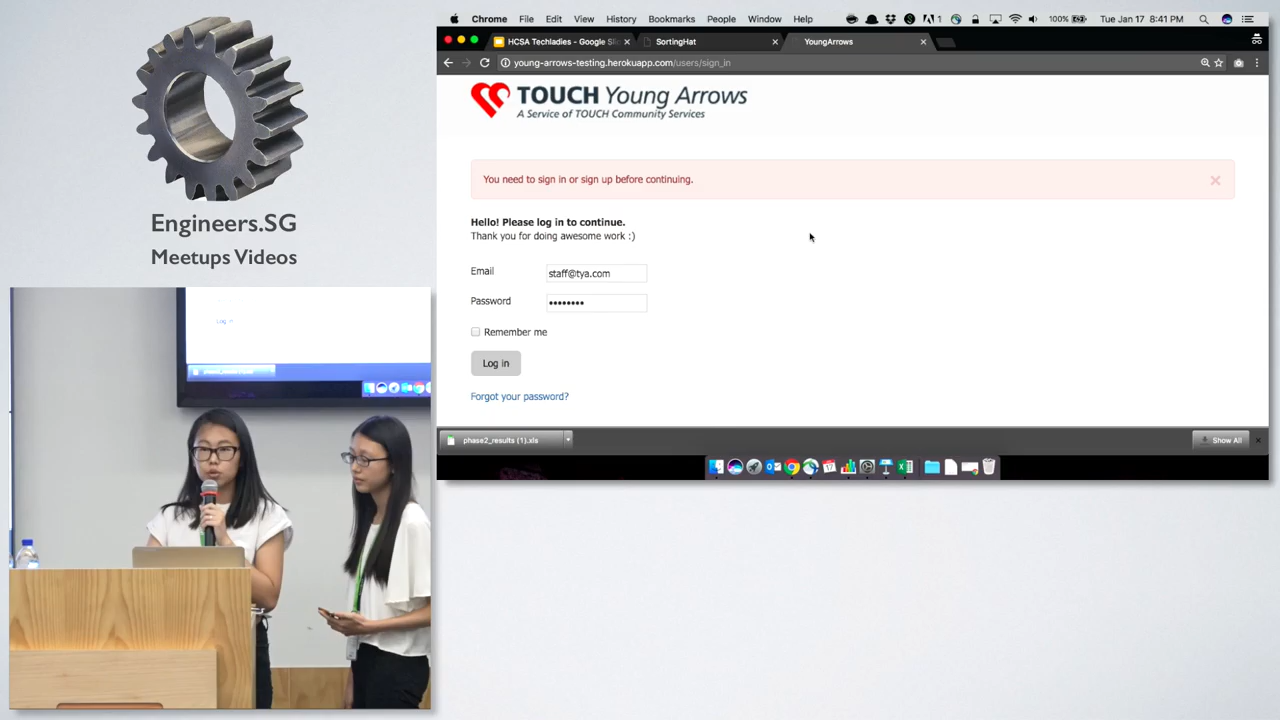 Engineers.SG
Meetups Videos
Log in
Chrome File Edit View History Bookmarks People Window Help
1 100% Tue Jan 17 8:41 PM
HCSA Techladies - Google Sli
SortingHat
YoungArrows
young-arrows-testing.herokuapp.com/users/sign_in
TOUCH Young Arrows
A Service of TOUCH Community Services
You need to sign in or sign up before continuing.
Hello! Please log in to continue.
Thank you for doing awesome work :)
Email staff@tya.com
Password ••••••••
Remember me
Log in
Forgot your password?
phase2_results (1).xls
Show All